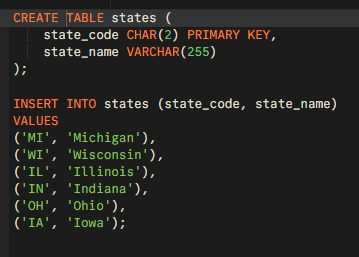 CREATE TABLE states (
    state_code CHAR(2) PRIMARY KEY,
    state_name VARCHAR(255)
);

INSERT INTO states (state_code, state_name)
VALUES
('MI', 'Michigan'),
('WI', 'Wisconsin'),
('IL', 'Illinois'),
('IN', 'Indiana'),
('OH', 'Ohio'),
('IA', 'Iowa');